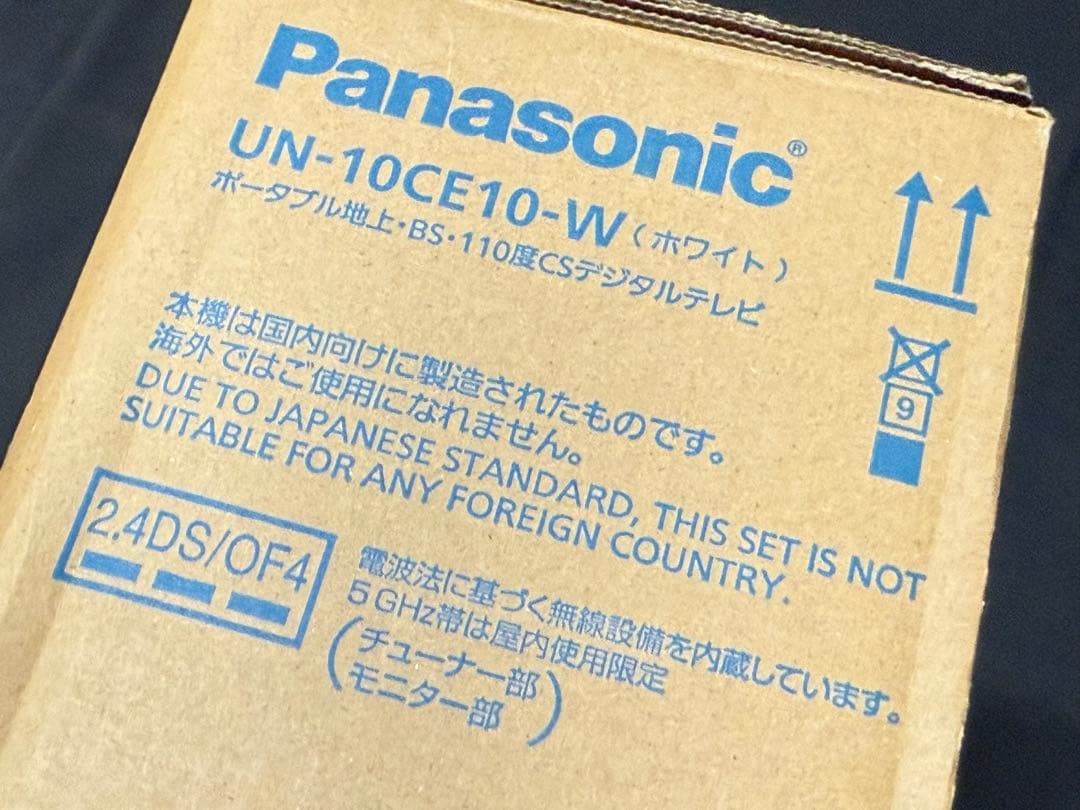 Panasonic®
UN-10CE10-W（ホワイト）
ポータブル地上・BS・110度CSデジタルテレビ
本機は国内向けに製造されたものです。
海外ではご使用になれません。
DUE TO JAPANESE STANDARD, THIS SET IS NOT
SUITABLE FOR ANY FOREIGN COUNTRY.
9
2.4DS/OF4
電波法に基づく無線設備を内蔵しています。
5GHz帯は屋内使用限定
（チューナー部
モニター部）